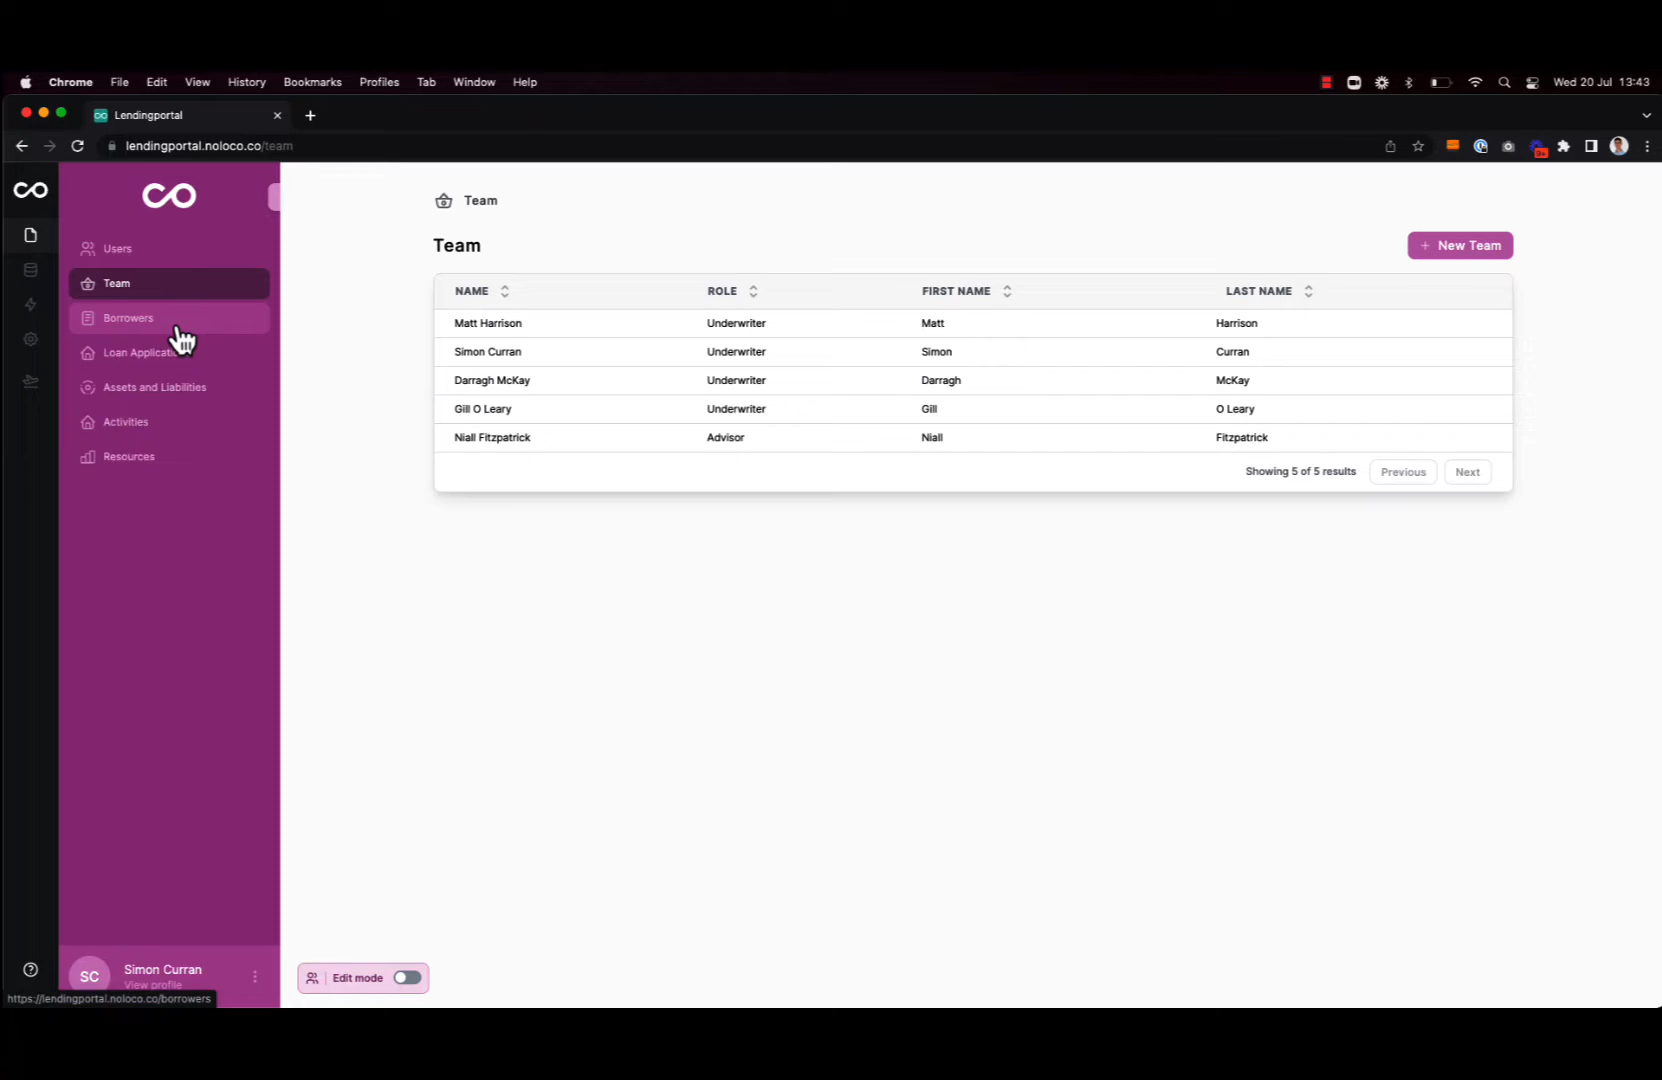 Chrome File Edit View History Bookmarks Profiles Tab Window Help Wed 20 Jul 13:43
Lendingportal
lendingportal.noloco.co/team
Team
Users
Team
New Team
Team
NAME ROLE FIRST NAME LAST NAME
Borrowers
Matt Harrison Underwriter Matt Harrison
Loan Applicati
Simon Curran Underwriter Simon Curran
Assets and Liabilities
Darragh McKay Underwriter Darragh McKay
Activities
Gill O Leary Underwriter Gill O Leary
Resources
Niall Fitzpatrick Advisor Niall Fitzpatrick
Showing 5 of 5 results Previous Next
SC
Simon Curran
View profile
Edit mode
https://lendingportal.noloco.co/borrowers